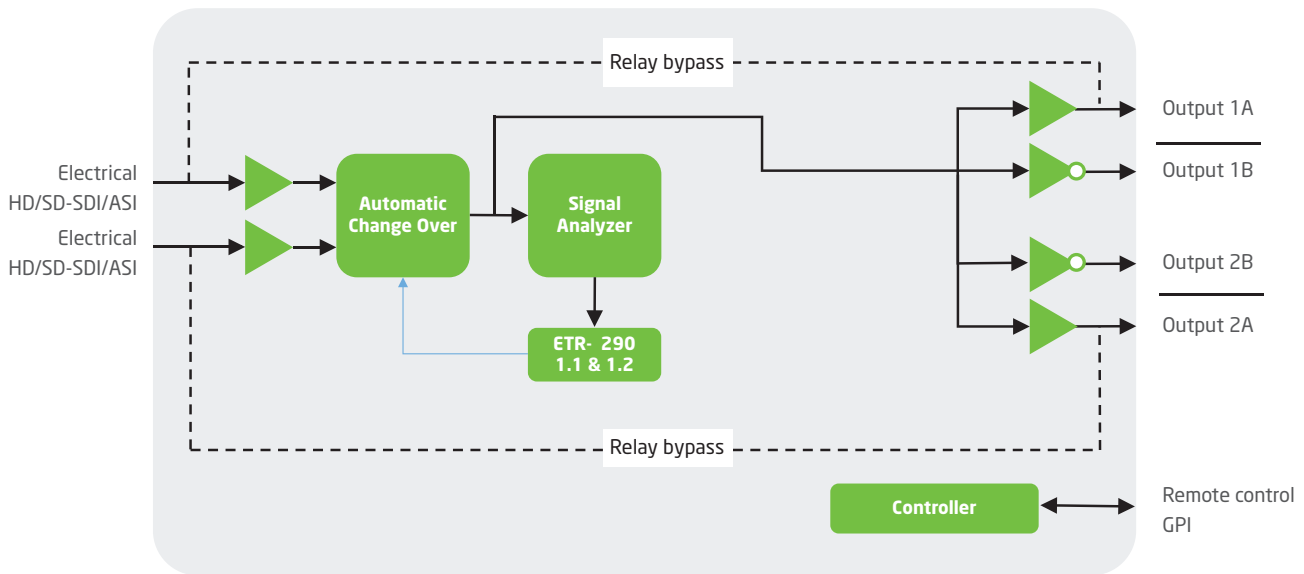 Relay bypass
Output 1A
Electrical
HD/SD-SDI/ASI
Automatic
Change Over
Signal
Analyzer
Output 1B
Electrical
HD/SD-SDI/ASI
Output 2B
ETR- 290
1.1 & 1.2
Output 2A
Relay bypass
Controller
Remote control
GPI